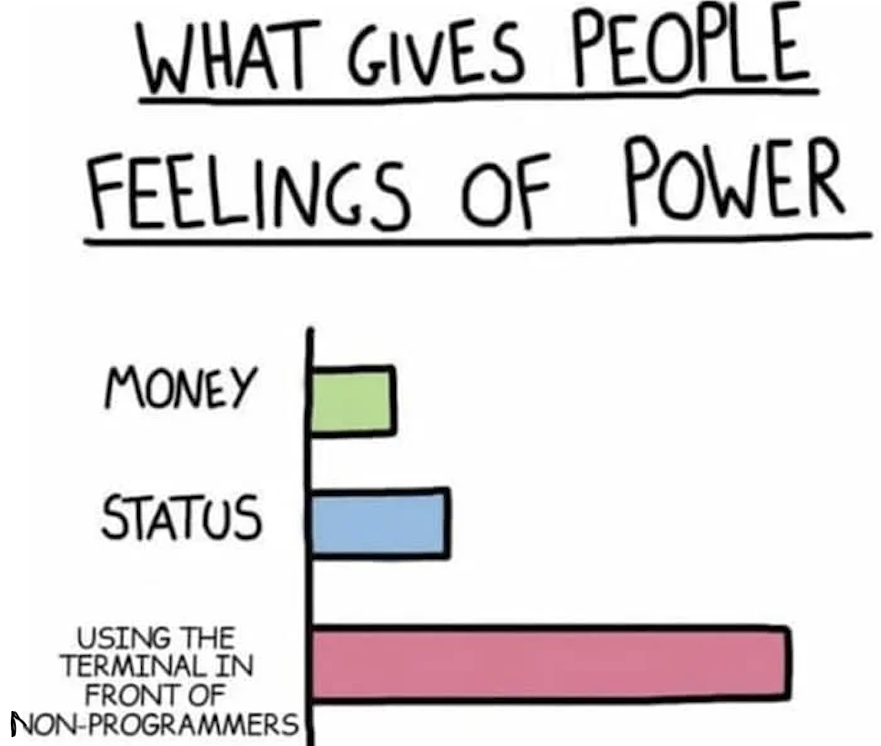 WHAT GIVES PEOPLE
FEELINGS OF POWER
MONEY
STATUS
USING THE
TERMINAL IN
FRONT OF
NON-PROGRAMMERS